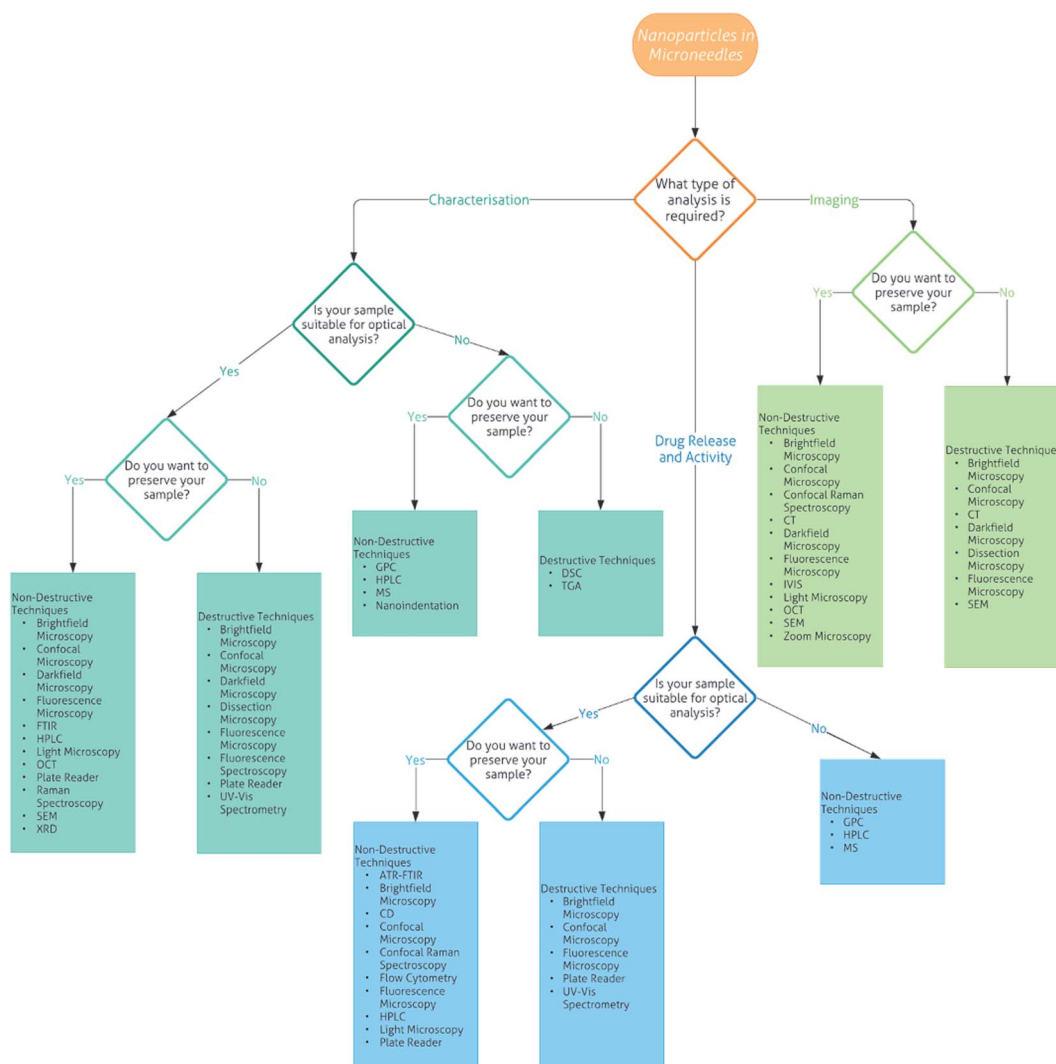 Nanoparticles in
Microneedles
What type of
analysis is
required?
Characterisation
Imaging
Drug Release
and Activity
Is your sample
suitable for optical
analysis?
Yes
No
Do you want to
preserve your
sample?
Yes
No
Do you want to
preserve your
sample?
Yes
No
Do you want to
preserve your
sample?
Yes
No
Non-Destructive
Techniques
• Brightfield
Microscopy
• Confocal
Microscopy
• Darkfield
Microscopy
• Fluorescence
Microscopy
• FTIR
• HPLC
• Light Microscopy
• OCT
• Plate Reader
• Raman
Spectroscopy
• SEM
• XRD
Destructive Techniques
• Brightfield
Microscopy
• Confocal
Microscopy
• Darkfield
Microscopy
• Dissection
Microscopy
• Fluorescence
Microscopy
• Fluorescence
Spectroscopy
• Plate Reader
• UV-Vis
Spectrometry
Non-Destructive
Techniques
• GPC
• HPLC
• MS
• Nanoindentation
Destructive Techniques
• DSC
• TGA
Non-Destructive
Techniques
• Brightfield
Microscopy
• Confocal
Microscopy
• Confocal Raman
Spectroscopy
• CT
• Darkfield
Microscopy
• Fluorescence
Microscopy
• IVIS
• Light Microscopy
• OCT
• SEM
• Zoom Microscopy
Destructive Techniques
• Brightfield
Microscopy
• Confocal
Microscopy
• CT
• Darkfield
Microscopy
• Dissection
Microscopy
• Fluorescence
Microscopy
• SEM
Is your sample
suitable for optical
analysis?
Yes
No
Do you want to
preserve your
sample?
Yes
No
Non-Destructive
Techniques
• ATR-FTIR
• Brightfield
Microscopy
• CD
• Confocal
Microscopy
• Confocal Raman
Spectroscopy
• Flow Cytometry
• Fluorescence
Microscopy
• HPLC
• Light Microscopy
• Plate Reader
Destructive Techniques
• Brightfield
Microscopy
• Confocal
Microscopy
• Fluorescence
Microscopy
• Plate Reader
• UV-Vis
Spectrometry
Non-Destructive
Techniques
• GPC
• HPLC
• MS